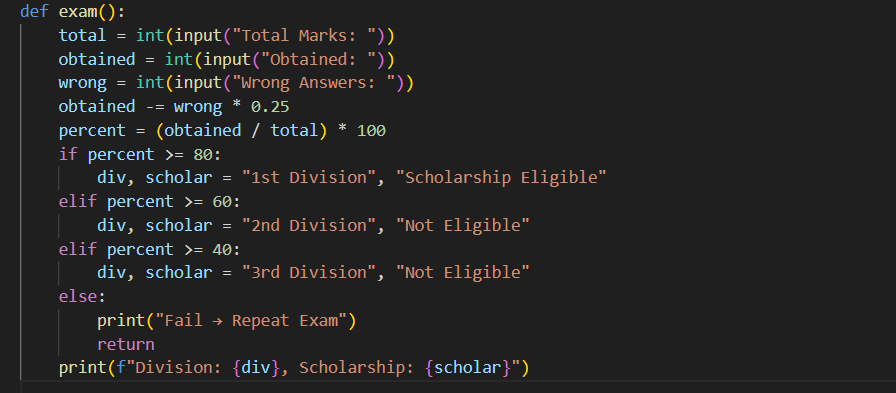 def exam():
    total = int(input("Total Marks: "))
    obtained = int(input("Obtained: "))
    wrong = int(input("Wrong Answers: "))
    obtained -= wrong * 0.25
    percent = (obtained / total) * 100
    if percent >= 80:
        div, scholar = "1st Division", "Scholarship Eligible"
    elif percent >= 60:
        div, scholar = "2nd Division", "Not Eligible"
    elif percent >= 40:
        div, scholar = "3rd Division", "Not Eligible"
    else:
        print("Fail → Repeat Exam")
        return
    print(f"Division: {div}, Scholarship: {scholar}")